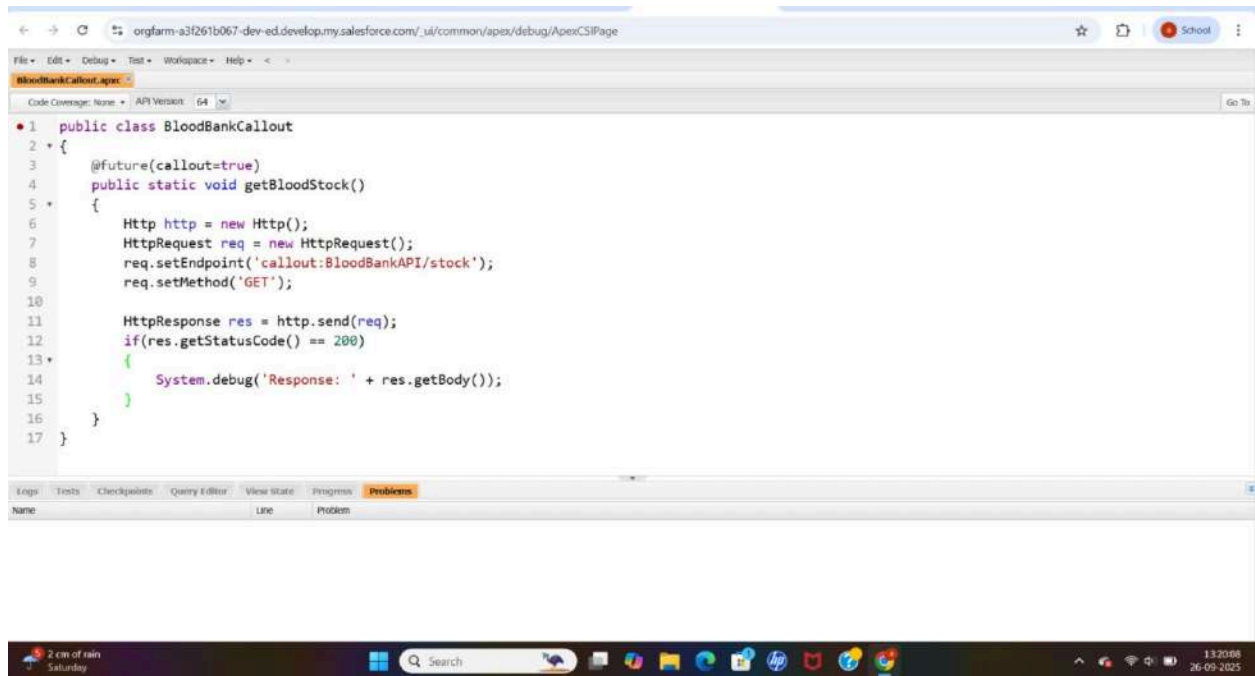 orgfarm-a3f261b067-dev-ed.develop.my.salesforce.com/_ui/common/apex/debug/ApexCSIPage
School
File Edit Debug Test Workspace Help < >
BloodBankCallout.apxc
Code Coverage: None API Version: 64
Go To
1 public class BloodBankCallout
2 {
3 @future(callout=true)
4 public static void getBloodStock()
5 {
6 Http http = new Http();
7 HttpRequest req = new HttpRequest();
8 req.setEndpoint('callout:BloodBankAPI/stock');
9 req.setMethod('GET');
10
11 HttpResponse res = http.send(req);
12 if(res.getStatusCode() == 200)
13 {
14 System.debug('Response: ' + res.getBody());
15 }
16 }
17 }
Logs Tests Checkpoints Query Editor View State Progress Problems
Name Line Problem
5 2 cm of rain
Saturday
Search
13:20:08
26-09-2025